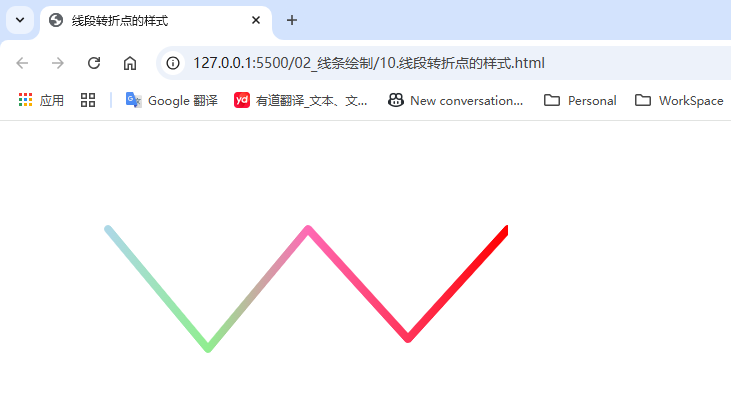 线段转折点的样式
127.0.0.1:5500/02_线条绘制/10.线段转折点的样式.html
应用 Google 翻译 yd 有道翻译_文本、文... New conversation... Personal WorkSpace